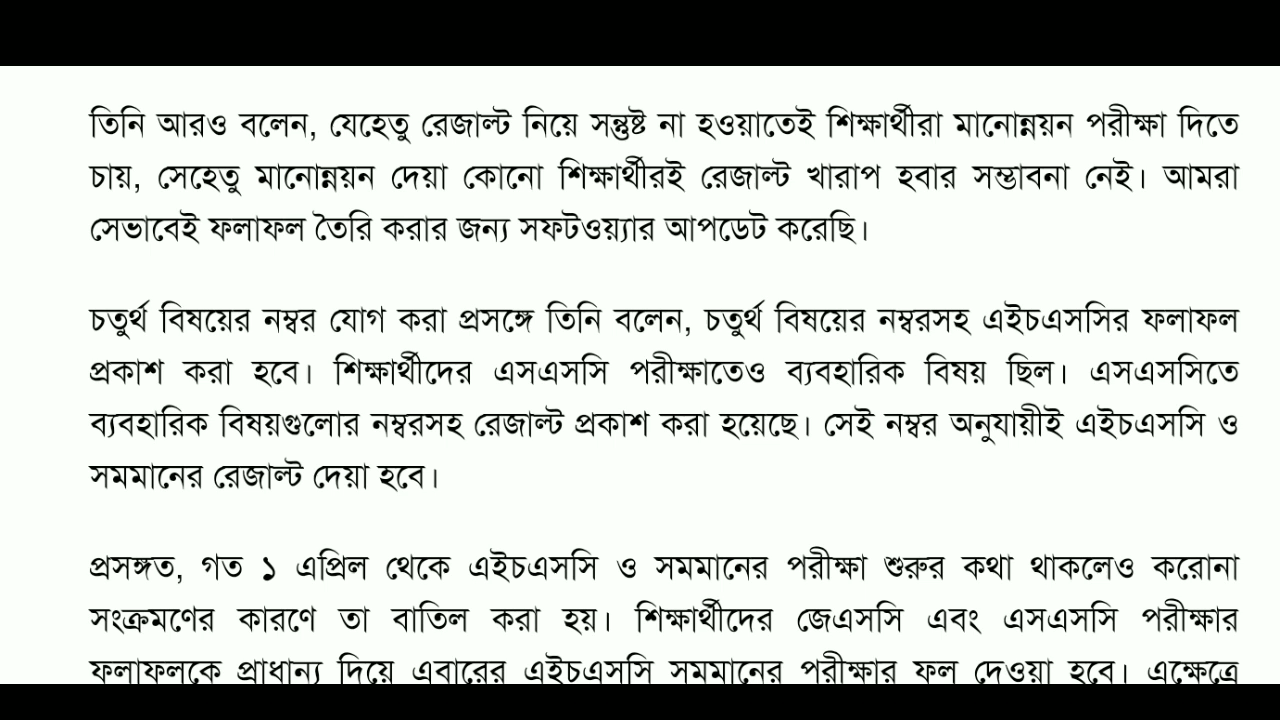 তিনি আরও বলেন, যেহেতু রেজাল্ট নিয়ে সন্তুষ্ট না হওয়াতেই শিক্ষার্থীরা মানোন্নয়ন পরীক্ষা দিতে
চায়, সেহেতু মানোন্নয়ন দেয়া কোনো শিক্ষার্থীরই রেজাল্ট খারাপ হবার সম্ভাবনা নেই। আমরা
সেভাবেই ফলাফল তৈরি করার জন্য সফটওয়্যার আপডেট করেছি।
চতুর্থ বিষয়ের নম্বর যোগ করা প্রসঙ্গে তিনি বলেন, চতুর্থ বিষয়ের নম্বরসহ এইচএসসির ফলাফল
প্রকাশ করা হবে। শিক্ষার্থীদের এসএসসি পরীক্ষাতেও ব্যবহারিক বিষয় ছিল। এসএসসিতে
ব্যবহারিক বিষয়গুলোর নম্বরসহ রেজাল্ট প্রকাশ করা হয়েছে। সেই নম্বর অনুযায়ীই এইচএসসি ও
সমমানের রেজাল্ট দেয়া হবে।
প্রসঙ্গত, গত ১ এপ্রিল থেকে এইচএসসি ও সমমানের পরীক্ষা শুরুর কথা থাকলেও করোনা
সংক্রমণের কারণে তা বাতিল করা হয়। শিক্ষার্থীদের জেএসসি এবং এসএসসি পরীক্ষার
ফলাফলকে প্রাধান্য দিয়ে এবারের এইচএসসি সমমানের পরীক্ষার ফল দেওয়া হবে। এক্ষেত্রে